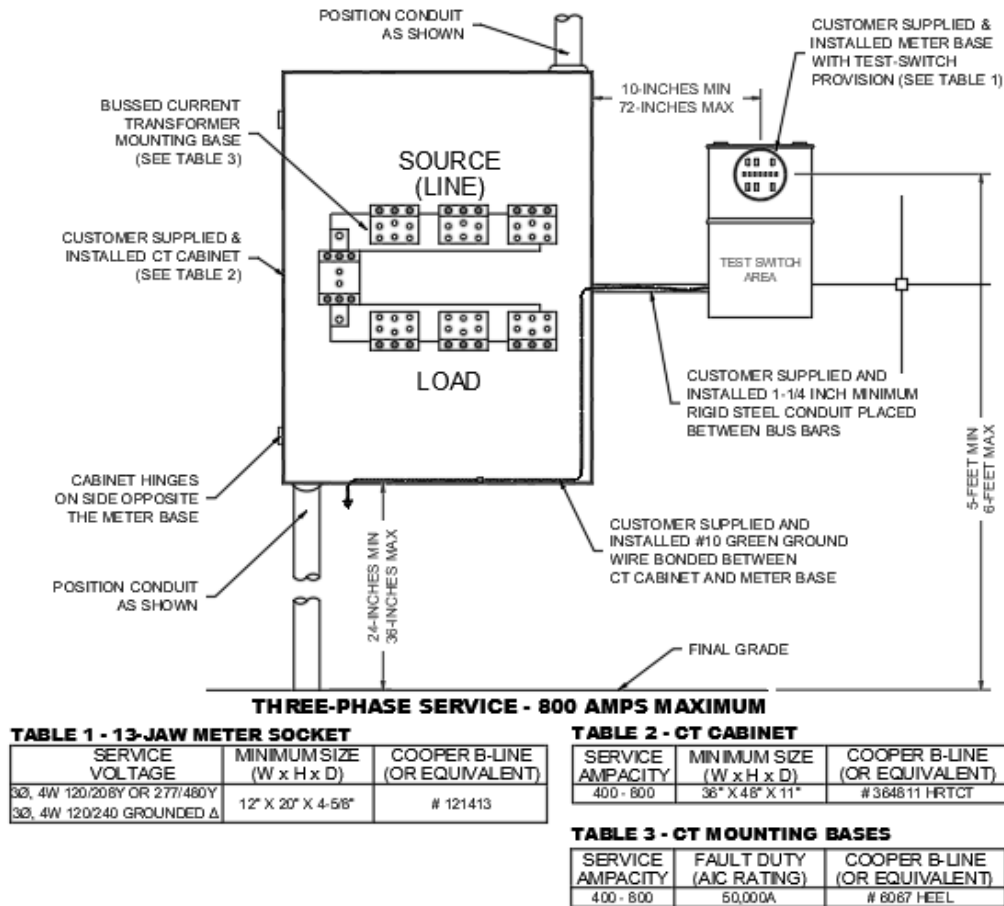 POSITION CONDUIT
AS SHOWN
CUSTOMER SUPPLIED &
INSTALLED METER BASE
WITH TEST-SWITCH
PROVISION (SEE TABLE 1)
10-INCHES MIN
72-INCHES MAX
BUSSED CURRENT
TRANSFORMER
MOUNTING BASE
(SEE TABLE 3)
SOURCE
(LINE)
CUSTOMER SUPPLIED &
INSTALLED CT CABINET
(SEE TABLE 2)
TEST SWITCH
AREA
LOAD
CUSTOMER SUPPLIED AND
INSTALLED 1-1/4 INCH MINIMUM
RIGID STEEL CONDUIT PLACED
BETWEEN BUS BARS
5-FEET MIN
6-FEET MAX
CABINET HINGES
ON SIDE OPPOSITE
THE METER BASE
CUSTOMER SUPPLIED AND
INSTALLED #10 GREEN GROUND
WIRE BONDED BETWEEN
CT CABINET AND METER BASE
24-INCHES MIN
36-INCHES MAX
POSITION CONDUIT
AS SHOWN
FINAL GRADE
THREE-PHASE SERVICE - 800 AMPS MAXIMUM
TABLE 1 - 13-JAW METER SOCKET
SERVICE VOLTAGE MINIMUM SIZE (W x H x D) COOPER B-LINE (OR EQUIVALENT)
3Ø, 4W 120/208Y OR 277/480Y
3Ø, 4W 120/240 GROUNDED Δ
12" X 20" X 4-5/8" # 121413
TABLE 2 - CT CABINET
SERVICE AMPACITY MINIMUM SIZE (W x H x D) COOPER B-LINE (OR EQUIVALENT)
400 - 800 36" X 48" X 11" # 364811 HRTCT
TABLE 3 - CT MOUNTING BASES
SERVICE AMPACITY FAULT DUTY (AIC RATING) COOPER B-LINE (OR EQUIVALENT)
400 - 800 50,000A # 6067 HEEL